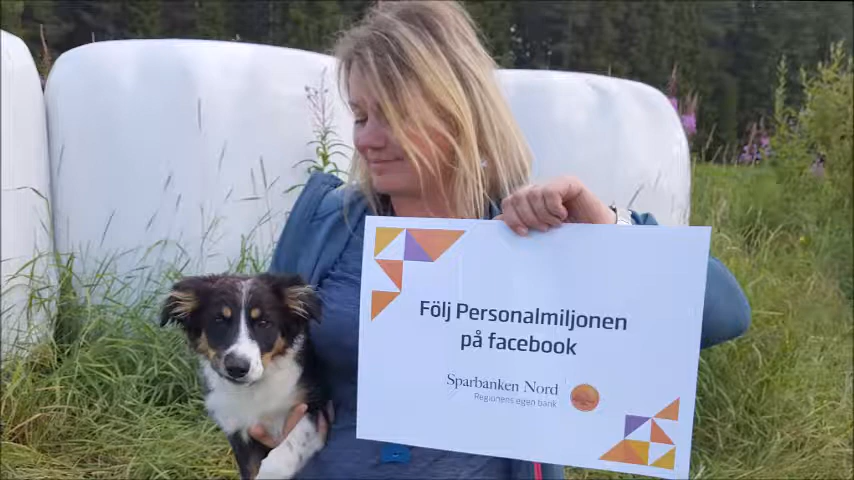 Följ Personalmiljonen
på facebook
Sparbanken Nord
Regionens egen bank